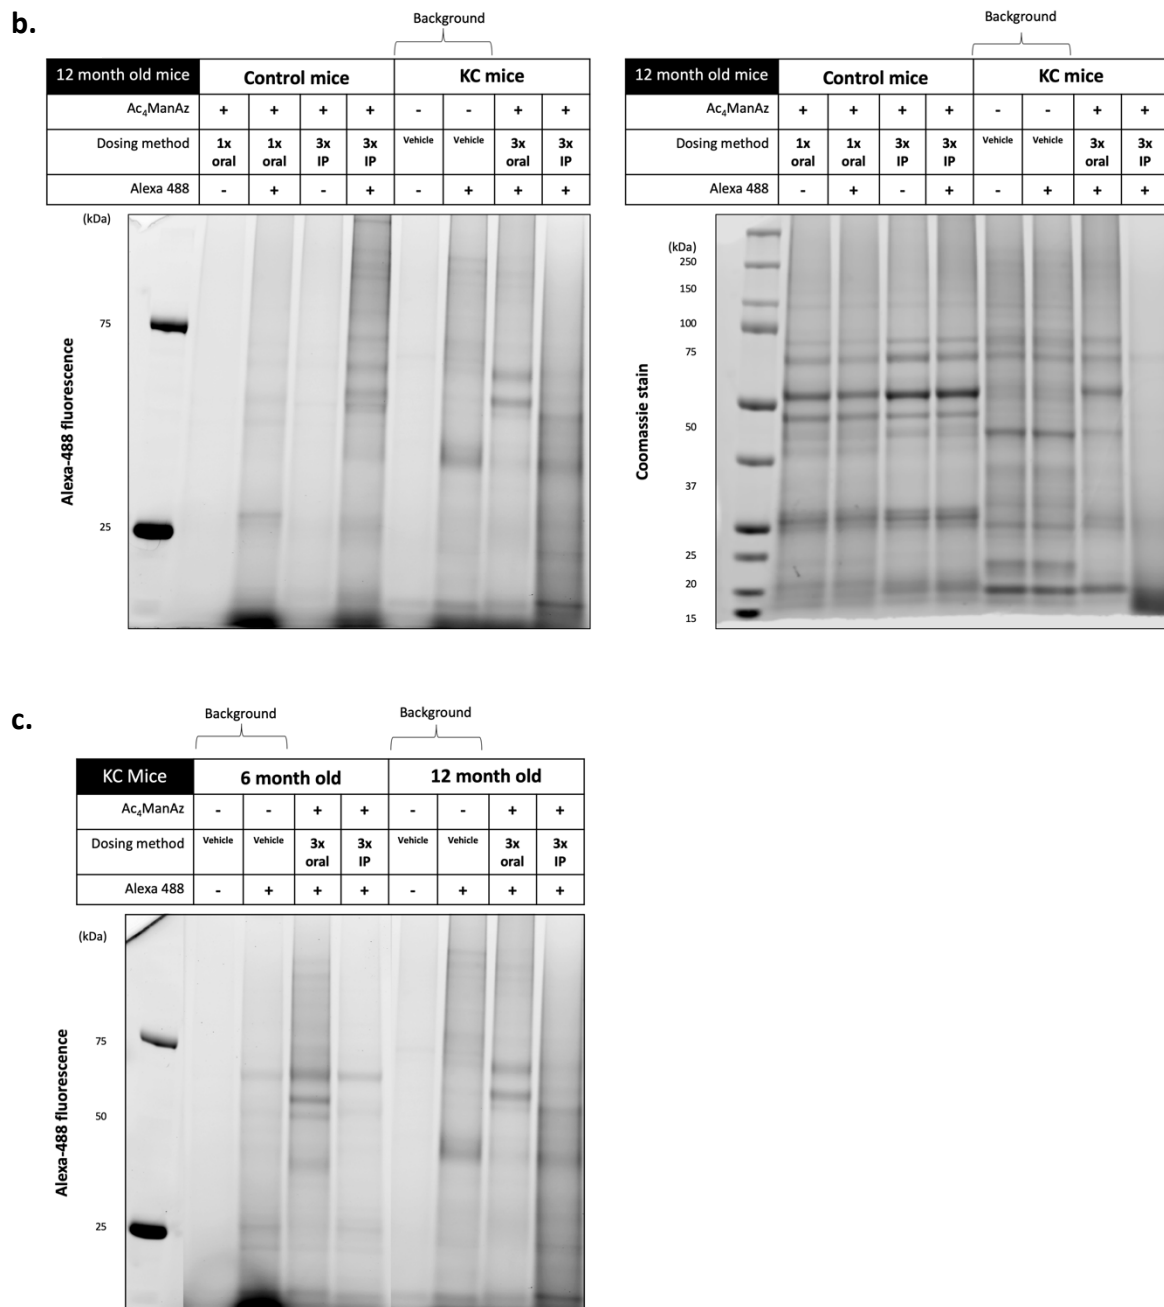 b.
Background
12 month old mice Control mice KC mice
Ac₄ManAz + + + + - - + +
Dosing method 1x oral 1x oral 3x IP 3x IP Vehicle Vehicle 3x oral 3x IP
Alexa 488 - + - + - + + +
(kDa)
75
25
Alexa-488 fluorescence
Background
12 month old mice Control mice KC mice
Ac₄ManAz + + + + - - + +
Dosing method 1x oral 1x oral 3x IP 3x IP Vehicle Vehicle 3x oral 3x IP
Alexa 488 - + - + - + + +
(kDa)
250
150
100
75
50
37
25
20
15
Coomassie stain
c.
Background Background
KC Mice 6 month old 12 month old
Ac₄ManAz - - + + - - + +
Dosing method Vehicle Vehicle 3x oral 3x IP Vehicle Vehicle 3x oral 3x IP
Alexa 488 - + + + - + + +
(kDa)
75
50
25
Alexa-488 fluorescence